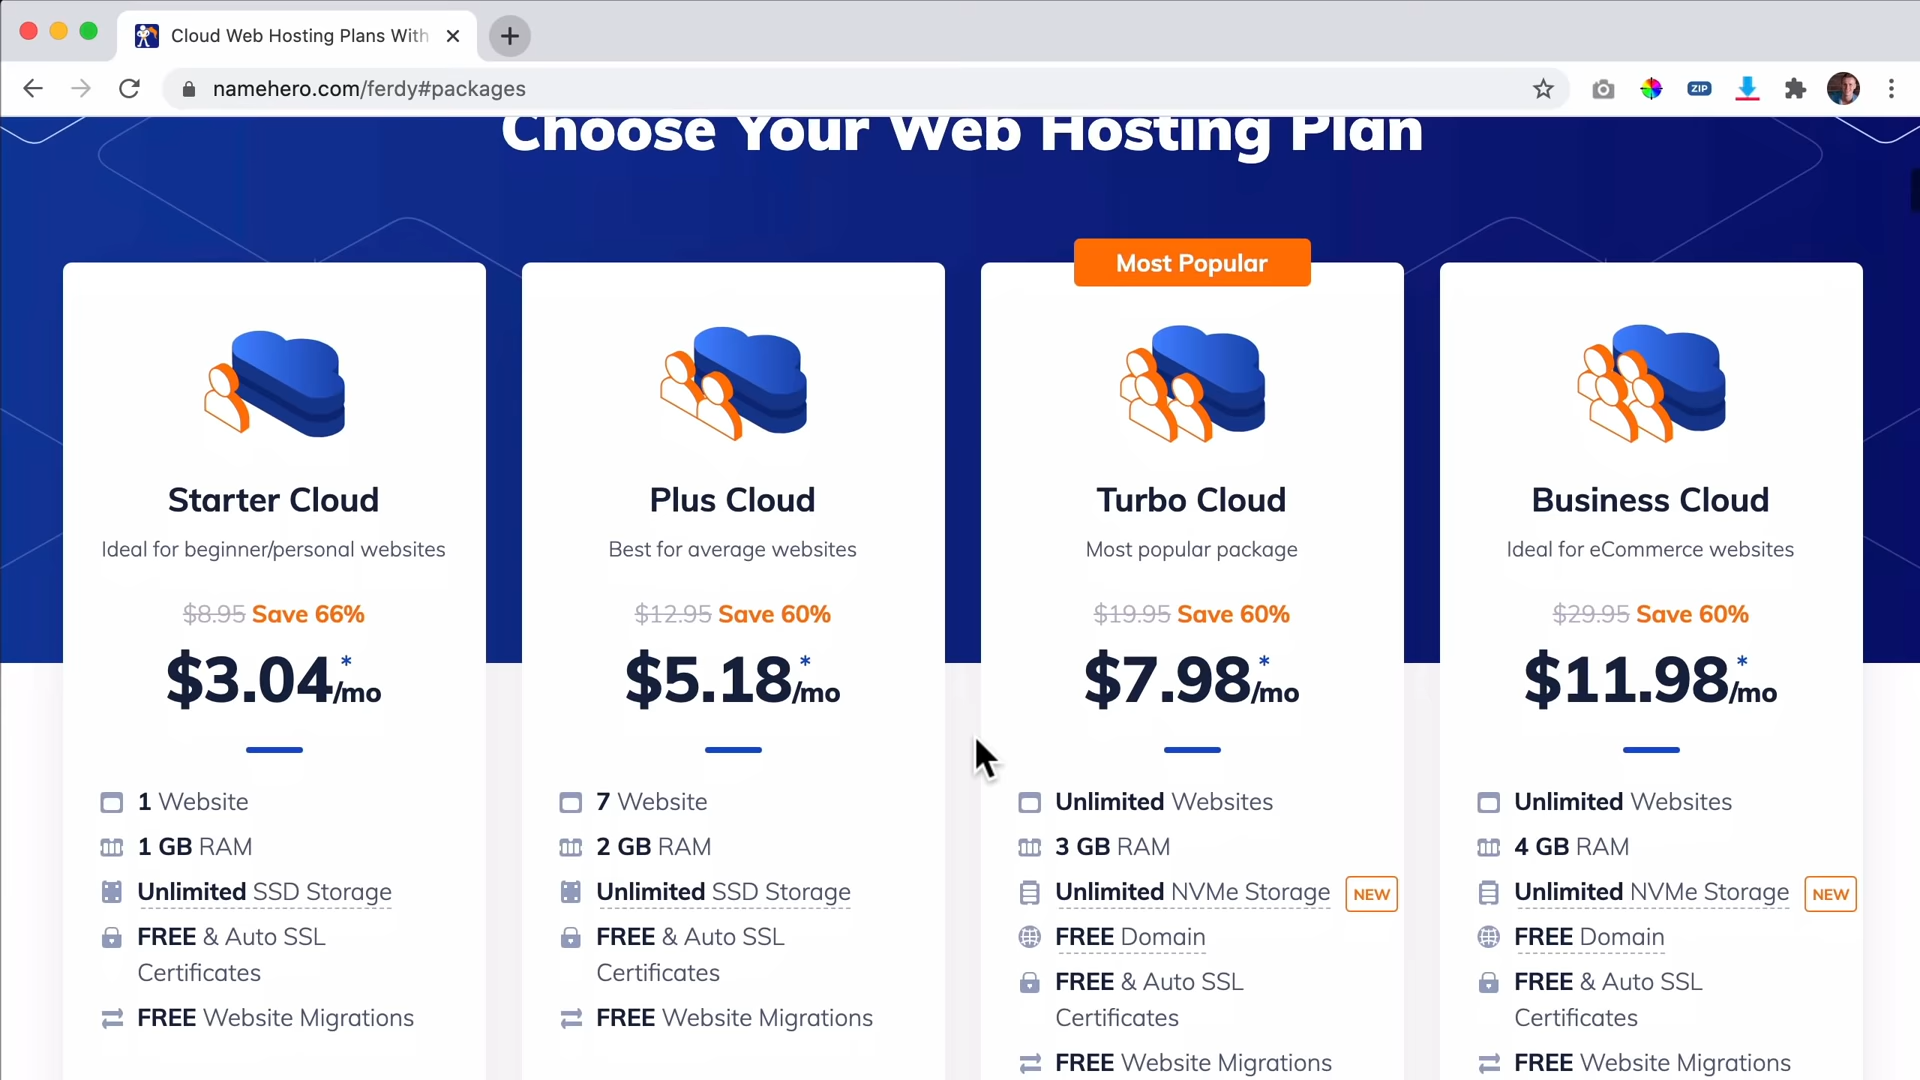 Cloud Web Hosting Plans With
namehero.com/ferdy#packages
ZIP
Choose Your Web Hosting Plan
Most Popular
Starter Cloud
Ideal for beginner/personal websites
$8.95 Save 66%
$3.04*/mo
1 Website
1 GB RAM
Unlimited SSD Storage
FREE & Auto SSL
Certificates
FREE Website Migrations
Plus Cloud
Best for average websites
$12.95 Save 60%
$5.18*/mo
7 Website
2 GB RAM
Unlimited SSD Storage
FREE & Auto SSL
Certificates
FREE Website Migrations
Turbo Cloud
Most popular package
$19.95 Save 60%
$7.98*/mo
Unlimited Websites
3 GB RAM
Unlimited NVMe Storage NEW
FREE Domain
FREE & Auto SSL
Certificates
FREE Website Migrations
Business Cloud
Ideal for eCommerce websites
$29.95 Save 60%
$11.98*/mo
Unlimited Websites
4 GB RAM
Unlimited NVMe Storage NEW
FREE Domain
FREE & Auto SSL
Certificates
FREE Website Migrations